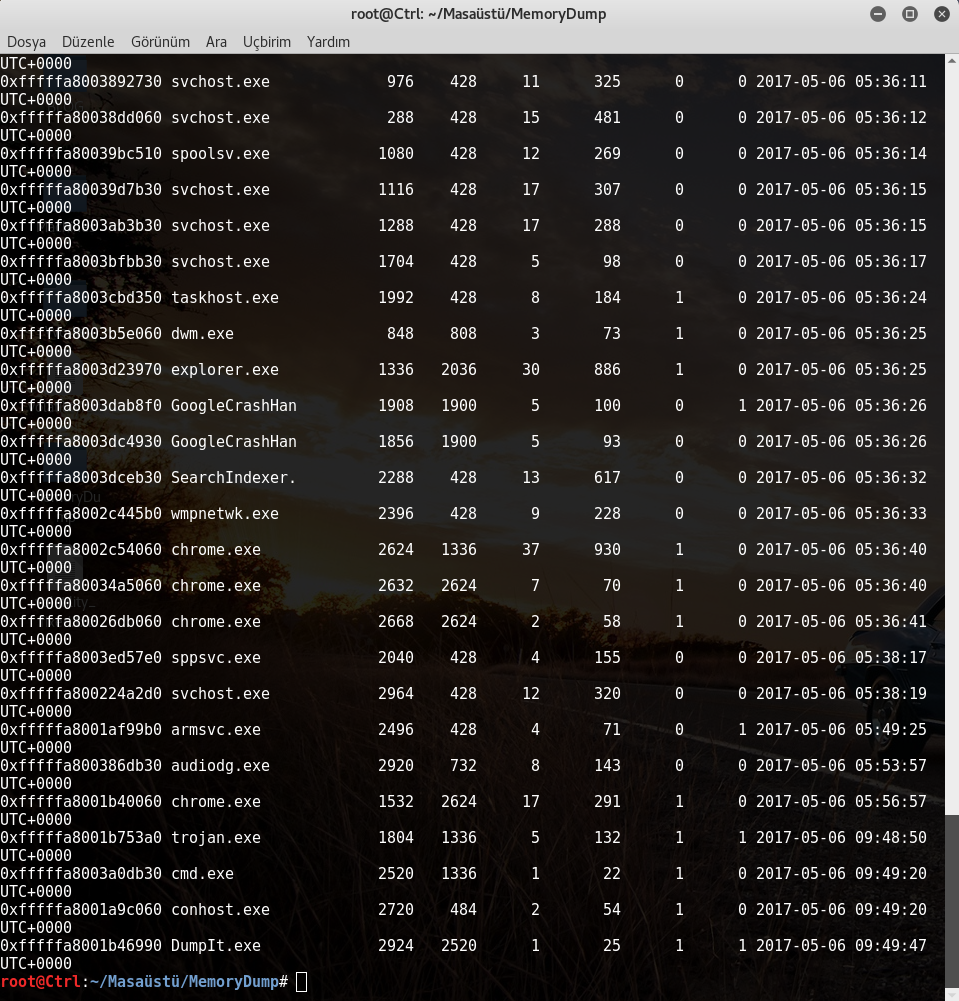 root@Ctrl: ~/Masaüstü/MemoryDump
Dosya Düzenle Görünüm Ara Uçbirim Yardım
UTC+0000
0xfffffa8003892730 svchost.exe 976 428 11 325 0 0 2017-05-06 05:36:11
UTC+0000
0xfffffa80038dd060 svchost.exe 288 428 15 481 0 0 2017-05-06 05:36:12
UTC+0000
0xfffffa80039bc510 spoolsv.exe 1080 428 12 269 0 0 2017-05-06 05:36:14
UTC+0000
0xfffffa80039d7b30 svchost.exe 1116 428 17 307 0 0 2017-05-06 05:36:15
UTC+0000
0xfffffa8003ab3b30 svchost.exe 1288 428 17 288 0 0 2017-05-06 05:36:15
UTC+0000
0xfffffa8003bfbb30 svchost.exe 1704 428 5 98 0 0 2017-05-06 05:36:17
UTC+0000
0xfffffa8003cbd350 taskhost.exe 1992 428 8 184 1 0 2017-05-06 05:36:24
UTC+0000
0xfffffa8003b5e060 dwm.exe 848 808 3 73 1 0 2017-05-06 05:36:25
UTC+0000
0xfffffa8003d23970 explorer.exe 1336 2036 30 886 1 0 2017-05-06 05:36:25
UTC+0000
0xfffffa8003dab8f0 GoogleCrashHan 1908 1900 5 100 0 1 2017-05-06 05:36:26
UTC+0000
0xfffffa8003dc4930 GoogleCrashHan 1856 1900 5 93 0 0 2017-05-06 05:36:26
UTC+0000
0xfffffa8003dceb30 SearchIndexer. 2288 428 13 617 0 0 2017-05-06 05:36:32
UTC+0000
0xfffffa8002c445b0 wmpnetwk.exe 2396 428 9 228 0 0 2017-05-06 05:36:33
UTC+0000
0xfffffa8002c54060 chrome.exe 2624 1336 37 930 1 0 2017-05-06 05:36:40
UTC+0000
0xfffffa80034a5060 chrome.exe 2632 2624 7 70 1 0 2017-05-06 05:36:40
UTC+0000
0xfffffa80026db060 chrome.exe 2668 2624 2 58 1 0 2017-05-06 05:36:41
UTC+0000
0xfffffa8003ed57e0 sppsvc.exe 2040 428 4 155 0 0 2017-05-06 05:38:17
UTC+0000
0xfffffa800224a2d0 svchost.exe 2964 428 12 320 0 0 2017-05-06 05:38:19
UTC+0000
0xfffffa8001af99b0 armsvc.exe 2496 428 4 71 0 1 2017-05-06 05:49:25
UTC+0000
0xfffffa800386db30 audiodg.exe 2920 732 8 143 0 0 2017-05-06 05:53:57
UTC+0000
0xfffffa8001b40060 chrome.exe 1532 2624 17 291 1 0 2017-05-06 05:56:57
UTC+0000
0xfffffa8001b753a0 trojan.exe 1804 1336 5 132 1 1 2017-05-06 09:48:50
UTC+0000
0xfffffa8003a0db30 cmd.exe 2520 1336 1 22 1 0 2017-05-06 09:49:20
UTC+0000
0xfffffa8001a9c060 conhost.exe 2720 484 2 54 1 0 2017-05-06 09:49:20
UTC+0000
0xfffffa8001b46990 DumpIt.exe 2924 2520 1 25 1 1 2017-05-06 09:49:47
UTC+0000
root@Ctrl:~/Masaüstü/MemoryDump#